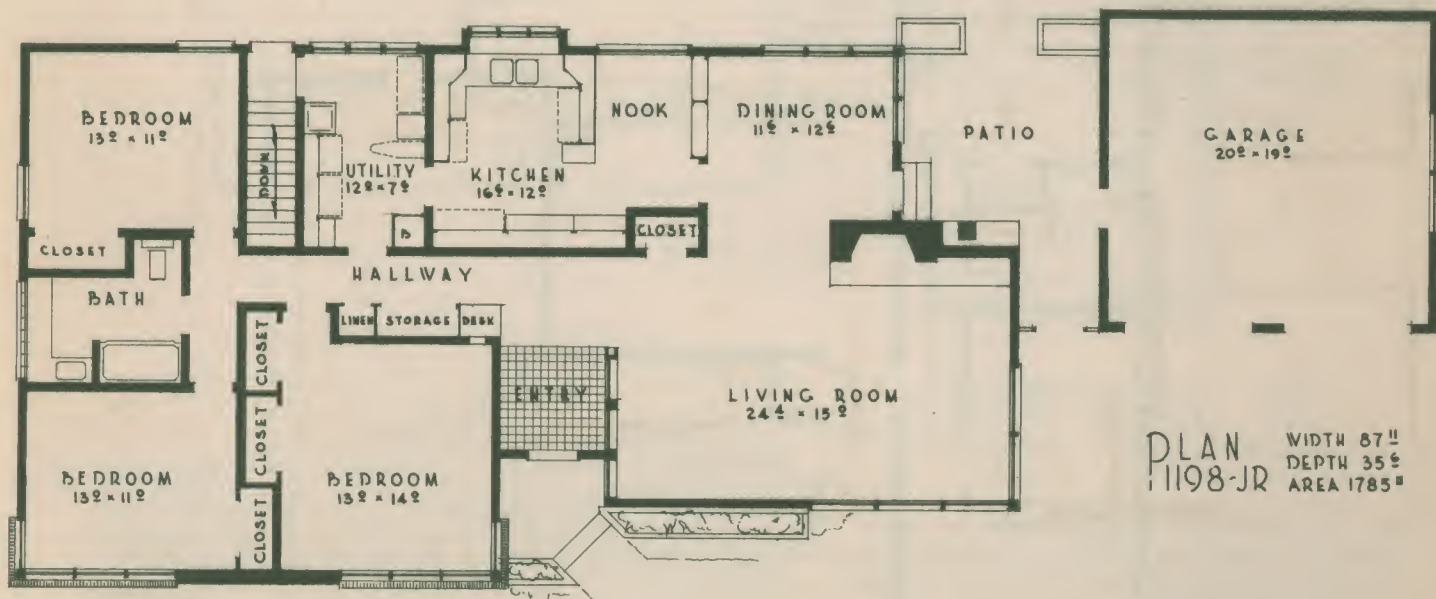 BEDROOM
13⁰ × 11⁰
CLOSET
BATH
DOWN
UTILITY
12⁰ × 7⁰
B
KITCHEN
16⁶ × 12⁰
NOOK
CLOSET
DINING ROOM
11⁶ × 12⁶
PATIO
GARAGE
20⁰ × 19⁰
HALLWAY
LINEN
STORAGE
DESK
CLOSET
CLOSET
CLOSET
BEDROOM
13⁰ × 11⁰
BEDROOM
13⁰ × 14⁰
ENTRY
LIVING ROOM
24⁴ × 15⁰
PLAN
1198-JR
WIDTH 87¹¹
DEPTH 35⁶
AREA 1785